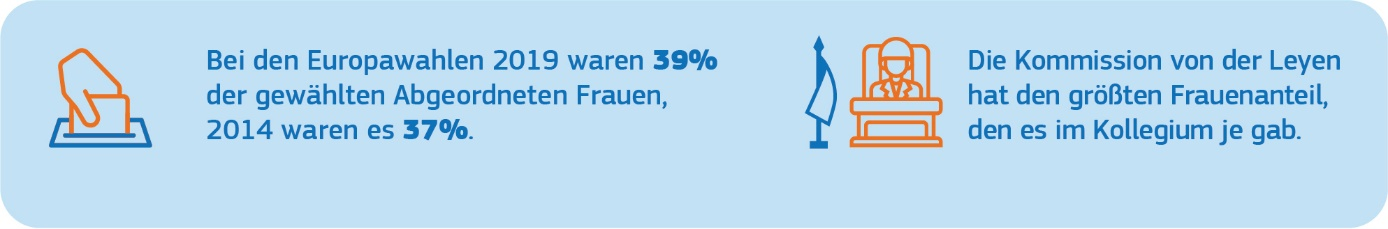 Bei den Europawahlen 2019 waren 39%
der gewählten Abgeordneten Frauen,
2014 waren es 37%.
Die Kommission von der Leyen
hat den größten Frauenanteil,
den es im Kollegium je gab.